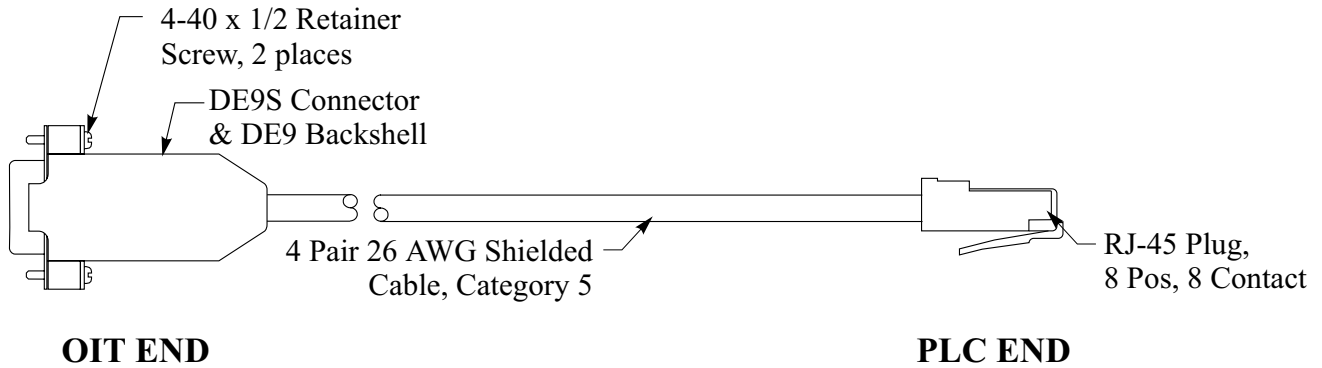 4-40 x 1/2 Retainer
Screw, 2 places
DE9S Connector
& DE9 Backshell
4 Pair 26 AWG Shielded
Cable, Category 5
RJ-45 Plug,
8 Pos, 8 Contact
OIT END
PLC END